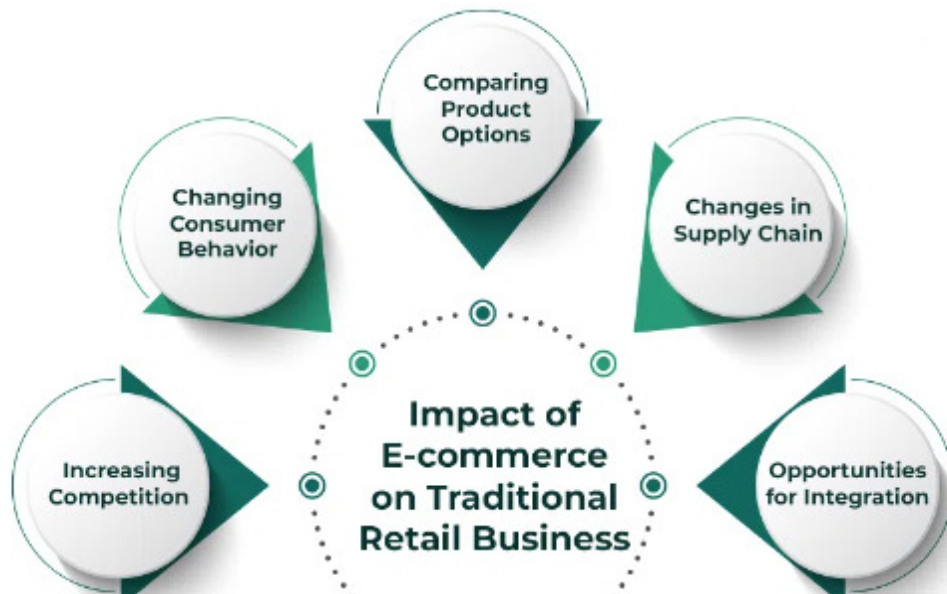 Comparing
Product
Options
Changing
Consumer
Behavior
Changes in
Supply Chain
Increasing
Competition
Impact of
E-commerce
on Traditional
Retail Business
Opportunities
for Integration